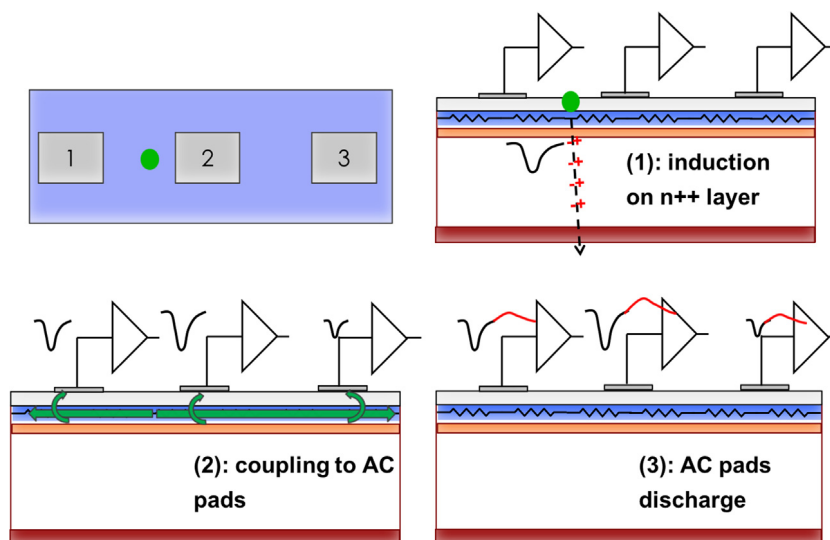 1
2
3
(1): induction
on n++ layer
(2): coupling to AC
pads
(3): AC pads
discharge